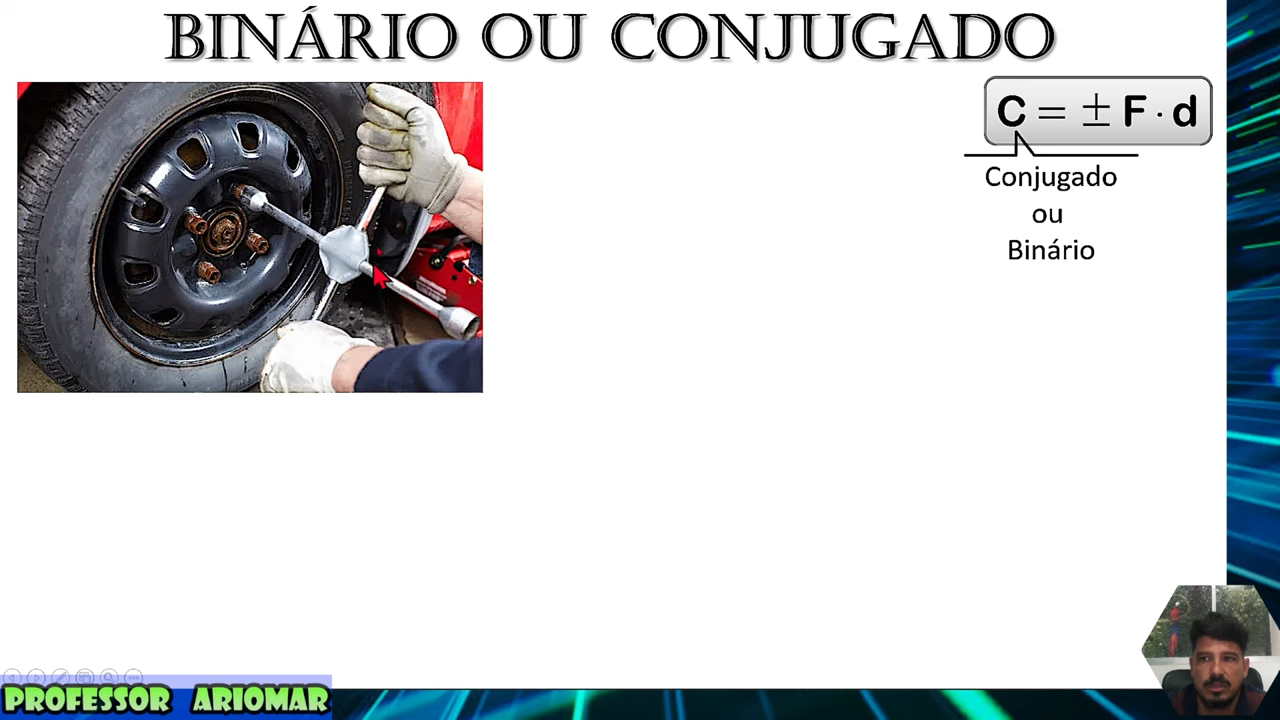 BINÁRIO OU CONJUGADO
C = ± F · d
Conjugado
ou
Binário
PROFESSOR ARIOMAR